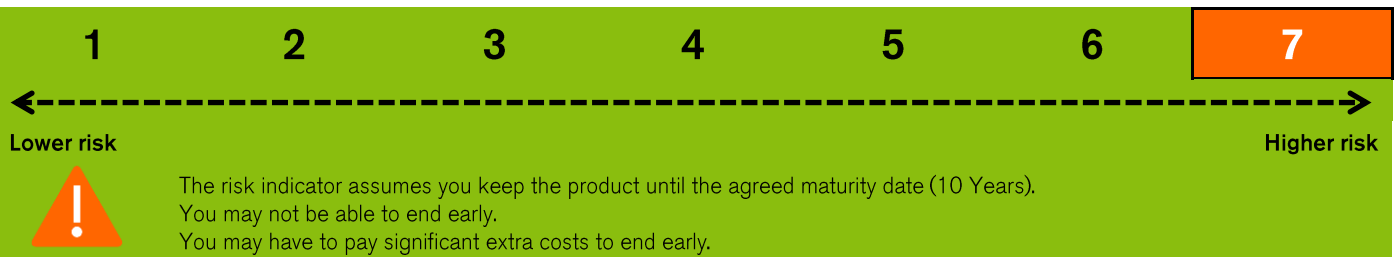 1 2 3 4 5 6 7
Lower risk Higher risk
!
The risk indicator assumes you keep the product until the agreed maturity date (10 Years).
You may not be able to end early.
You may have to pay significant extra costs to end early.